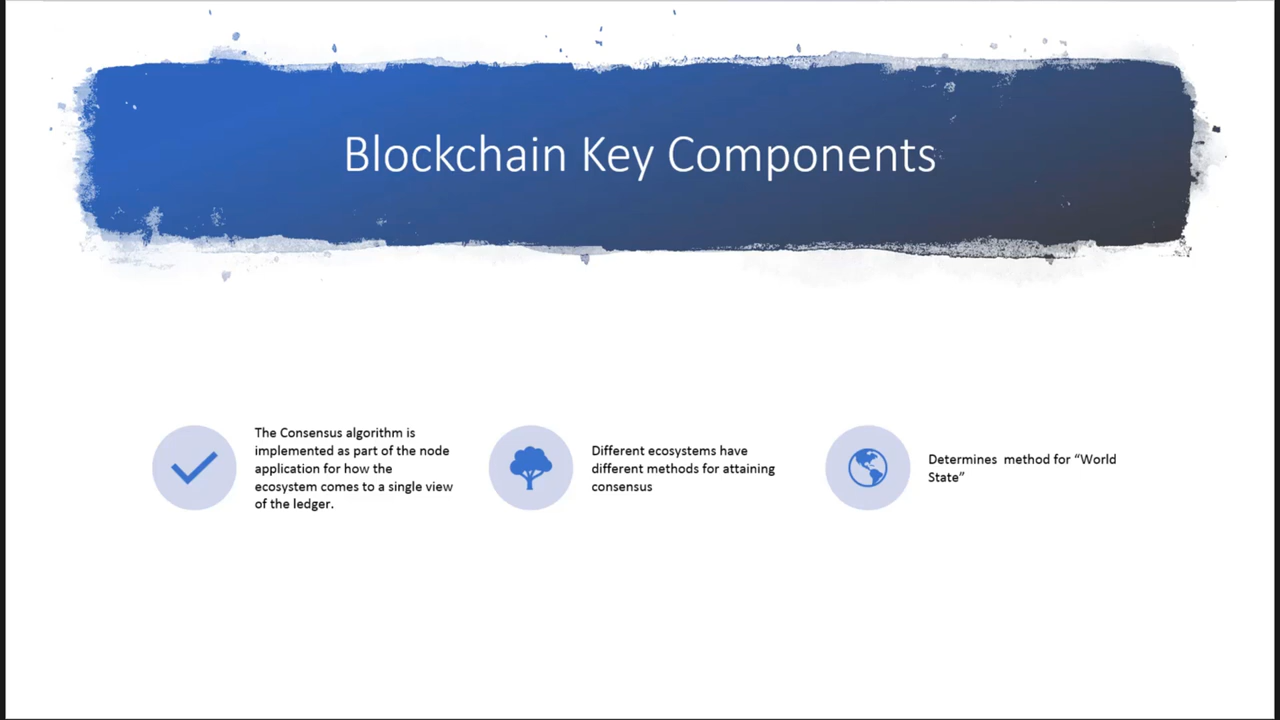 Blockchain Key Components
The Consensus algorithm is
implemented as part of the node
application for how the
ecosystem comes to a single view
of the ledger.
Different ecosystems have
different methods for attaining
consensus
Determines  method for “World
State”